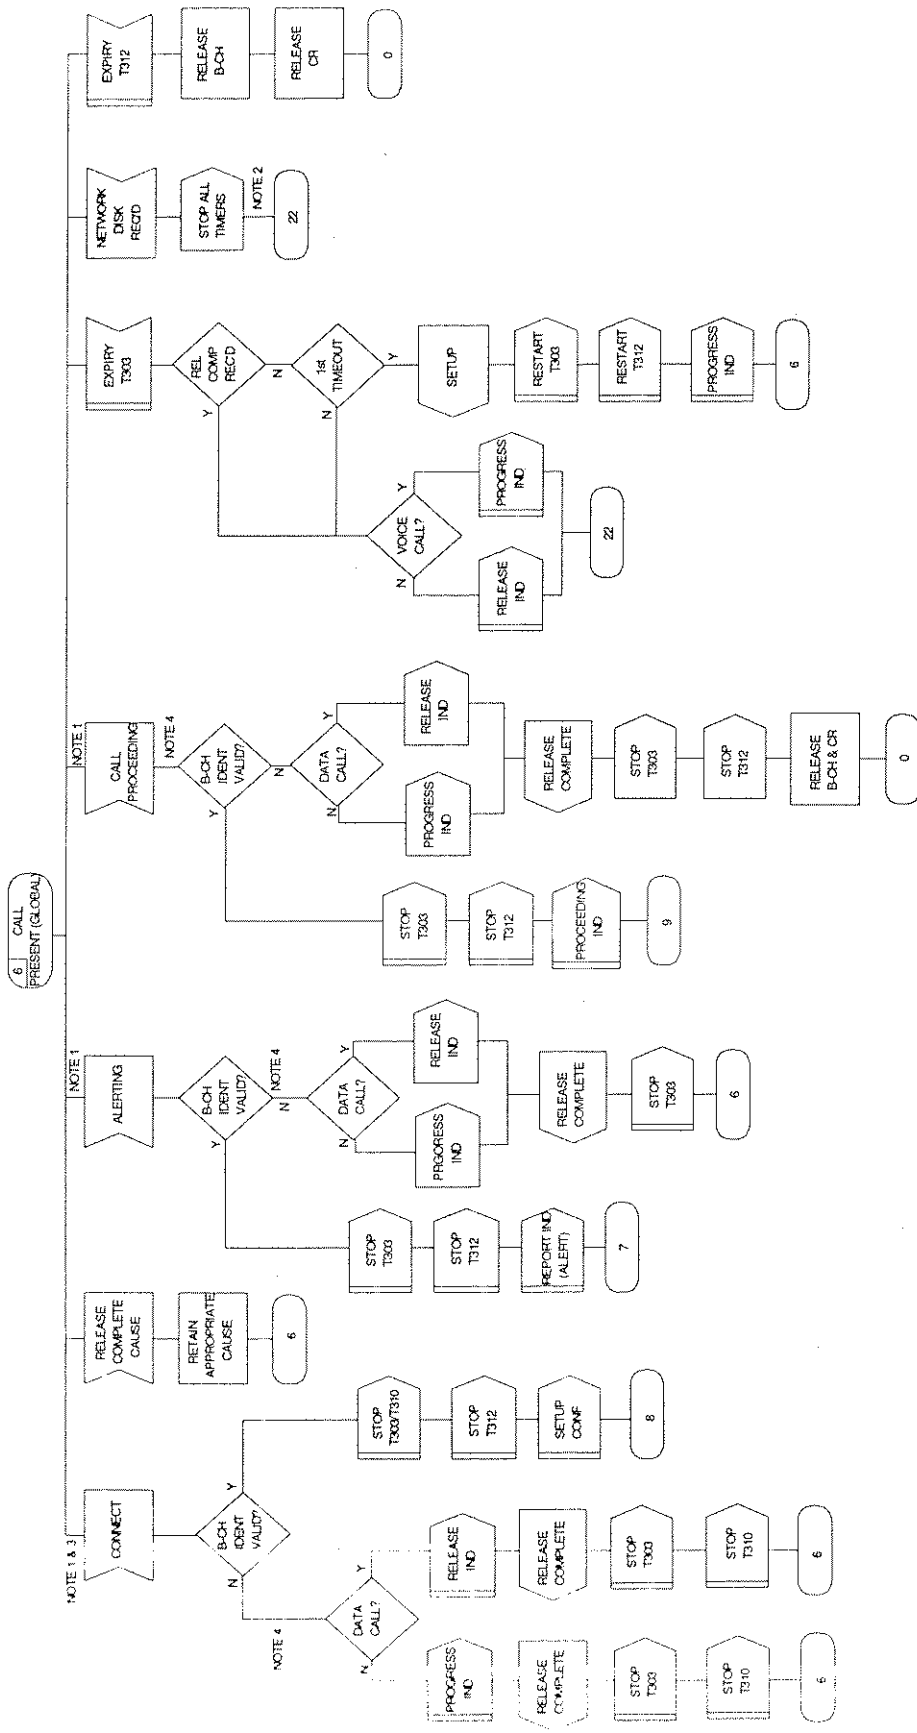 6 CALL
PRESENT (GLOBAL)
NOTE 1 & 3
CONNECT
B-CH
IDENT
VALID?
N
Y
NOTE 4
DATA
CALL?
N
Y
PROGRESS
IND
RELEASE COMPLETE
STOP
T303
STOP
T310
6
RELEASE
IND
RELEASE
COMPLETE
STOP
T303
STOP
T310
6
STOP
T303/T310
STOP
T312
SETUP
CONF
8
RELEASE
COMPLETE
CAUSE
RETAIN
APPROPRIATE
CAUSE
6
NOTE 1
ALERTING
B-CH
IDENT
VALID?
Y
N
NOTE 4
STOP
T303
STOP
T312
REPORT IND
(ALERT)
7
DATA
CALL?
N
Y
PRGORESS
IND
RELEASE
IND
RELEASE
COMPLETE
STOP
T303
6
NOTE 1
CALL
PROCEEDING
NOTE 4
B-CH
IDENT
VALID?
Y
N
STOP
T303
STOP
T312
PROCEEDING
IND
9
DATA
CALL?
N
Y
PROGRESS
IND
RELEASE
IND
RELEASE
COMPLETE
STOP
T303
STOP
T312
RELEASE
B-CH & CR
0
EXPIRY
T303
REL
COMP
REC'D
Y
N
1st
TIMEOUT
N
Y
VOICE
CALL?
N
Y
RELEASE
IND
PROGRESS
IND
22
SETUP
RESTART
T303
RESTART
T312
PROGRESS
IND
6
NETWORK
DISK
REC'D
STOP ALL
TIMERS
NOTE 2
22
EXPIRY
T312
RELEASE
B-CH
RELEASE
CR
0